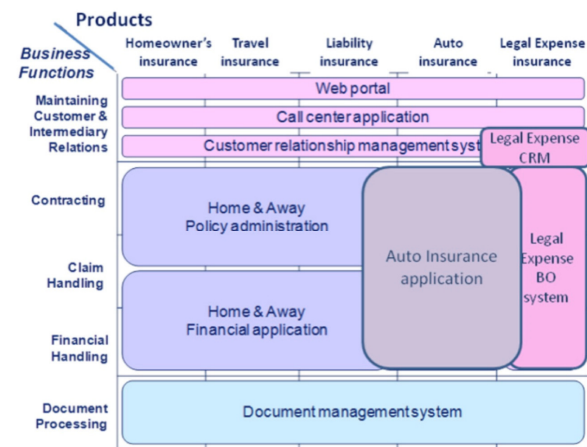 Products
Business
Functions
Homeowner's
insurance
Travel
insurance
Liability
insurance
Auto
insurance
Legal Expense
insurance
Maintaining
Customer &
Intermediary
Relations
Web portal
Call center application
Customer relationship management syst
Legal Expense
CRM
Contracting
Home & Away
Policy administration
Auto Insurance
application
Legal
Expense
BO
system
Claim
Handling
Home & Away
Financial application
Financial
Handling
Document
Processing
Document management system